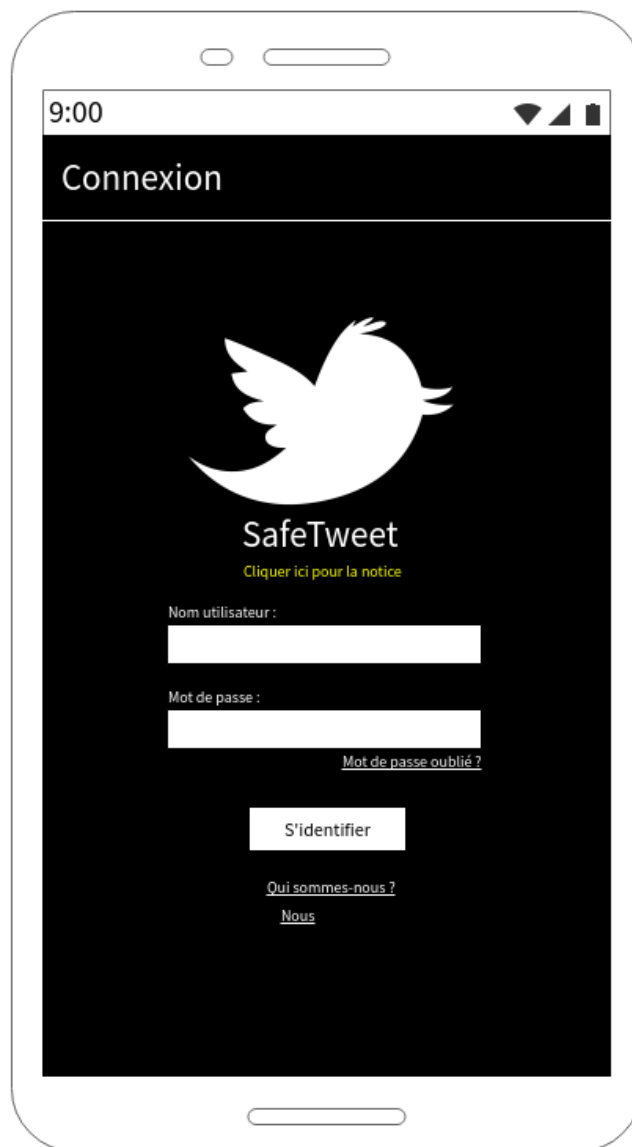 9:00
Connexion
SafeTweet
Cliquer ici pour la notice
Nom utilisateur :
Mot de passe :
Mot de passe oublié ?
S'identifier
Qui sommes-nous ?
Nous